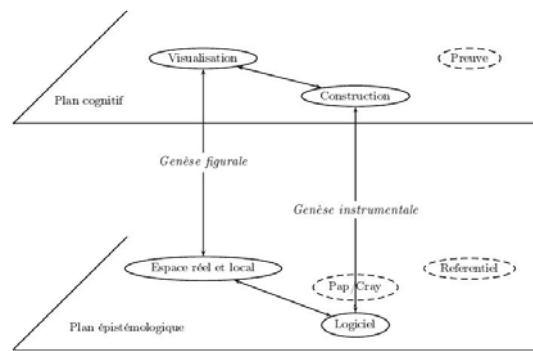 Visualisation
Preuve
Construction
Plan cognitif
Genèse figurale
Genèse instrumentale
Espace réel et local
Referentiel
Pap/Cray
Plan épistémologique
Logiciel